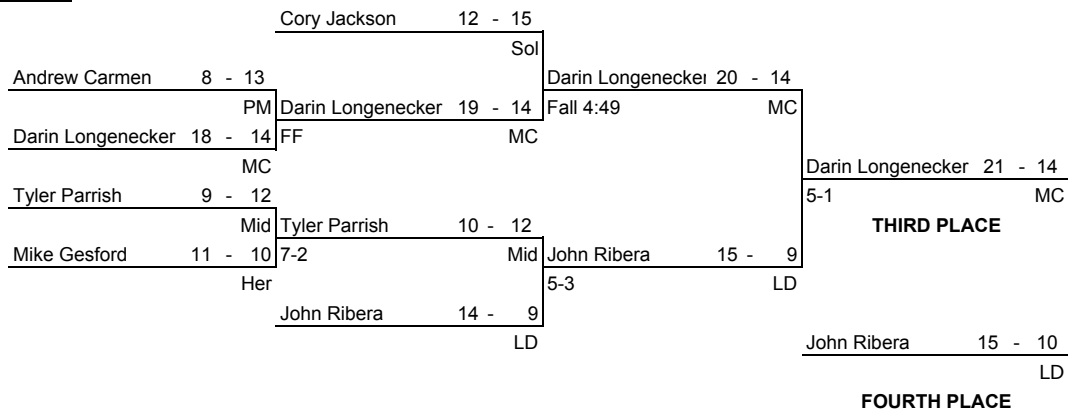 Cory Jackson 12 - 15
Sol
Andrew Carmen 8 - 13
Darin Longenecker 20 - 14
PM
Darin Longenecker 19 - 14
Fall 4:49
MC
Darin Longenecker 18 - 14
FF
MC
MC
Darin Longenecker 21 - 14
Tyler Parrish 9 - 12
5-1
MC
Mid
Tyler Parrish 10 - 12
THIRD PLACE
Mike Gesford 11 - 10
7-2
Mid
John Ribera 15 - 9
Her
5-3
LD
John Ribera 14 - 9
LD
John Ribera 15 - 10
LD
FOURTH PLACE